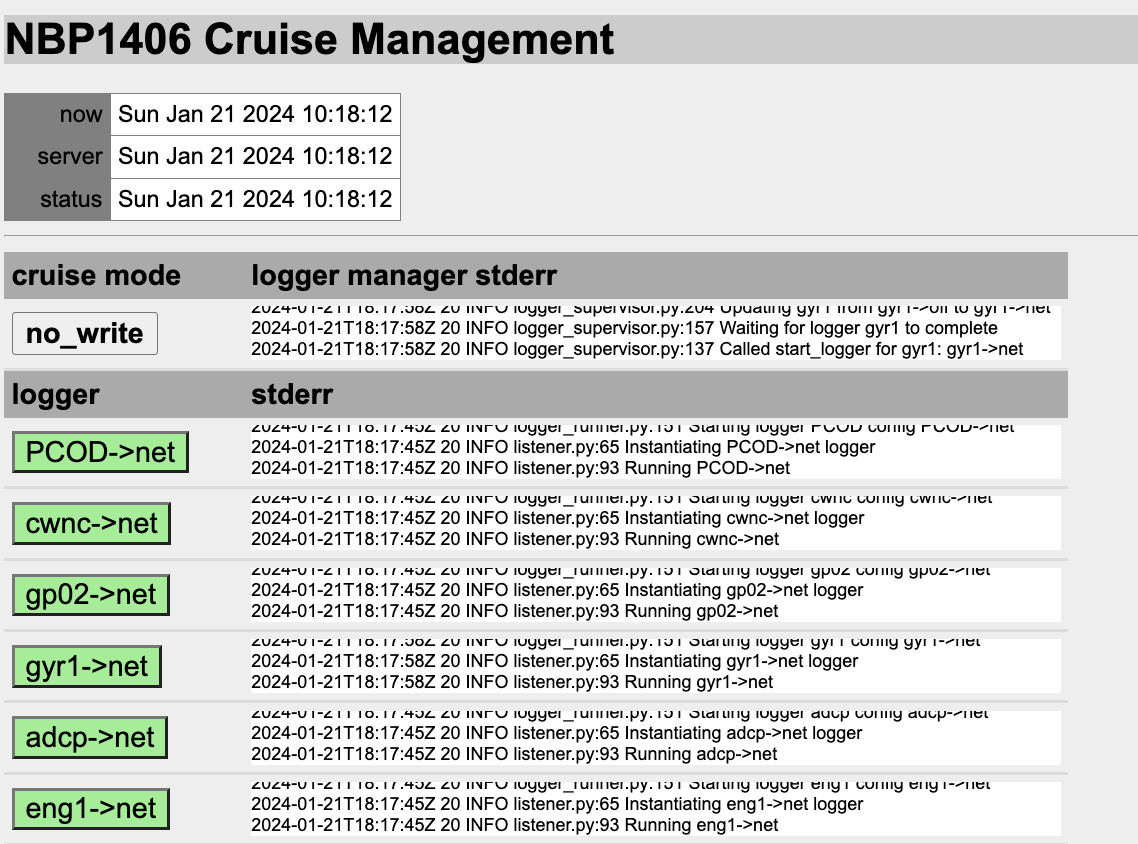 NBP1406 Cruise Management
now Sun Jan 21 2024 10:18:12
server Sun Jan 21 2024 10:18:12
status Sun Jan 21 2024 10:18:12
cruise mode logger manager stderr
no_write
2024-01-21T18:17:58Z 20 INFO logger_supervisor.py:204 Updating gyr1 from gyr1->off to gyr1->net
2024-01-21T18:17:58Z 20 INFO logger_supervisor.py:157 Waiting for logger gyr1 to complete
2024-01-21T18:17:58Z 20 INFO logger_supervisor.py:137 Called start_logger for gyr1: gyr1->net
logger stderr
PCOD->net
2024-01-21T18:17:45Z 20 INFO logger_runner.py:151 Starting logger PCOD config PCOD->net
2024-01-21T18:17:45Z 20 INFO listener.py:65 Instantiating PCOD->net logger
2024-01-21T18:17:45Z 20 INFO listener.py:93 Running PCOD->net
cwnc->net
2024-01-21T18:17:45Z 20 INFO logger_runner.py:151 Starting logger cwnc config cwnc->net
2024-01-21T18:17:45Z 20 INFO listener.py:65 Instantiating cwnc->net logger
2024-01-21T18:17:45Z 20 INFO listener.py:93 Running cwnc->net
gp02->net
2024-01-21T18:17:45Z 20 INFO logger_runner.py:151 Starting logger gp02 config gp02->net
2024-01-21T18:17:45Z 20 INFO listener.py:65 Instantiating gp02->net logger
2024-01-21T18:17:45Z 20 INFO listener.py:93 Running gp02->net
gyr1->net
2024-01-21T18:17:58Z 20 INFO logger_runner.py:151 Starting logger gyr1 config gyr1->net
2024-01-21T18:17:58Z 20 INFO listener.py:65 Instantiating gyr1->net logger
2024-01-21T18:17:58Z 20 INFO listener.py:93 Running gyr1->net
adcp->net
2024-01-21T18:17:45Z 20 INFO logger_runner.py:151 Starting logger adcp config adcp->net
2024-01-21T18:17:45Z 20 INFO listener.py:65 Instantiating adcp->net logger
2024-01-21T18:17:45Z 20 INFO listener.py:93 Running adcp->net
eng1->net
2024-01-21T18:17:45Z 20 INFO logger_runner.py:151 Starting logger eng1 config eng1->net
2024-01-21T18:17:45Z 20 INFO listener.py:65 Instantiating eng1->net logger
2024-01-21T18:17:45Z 20 INFO listener.py:93 Running eng1->net